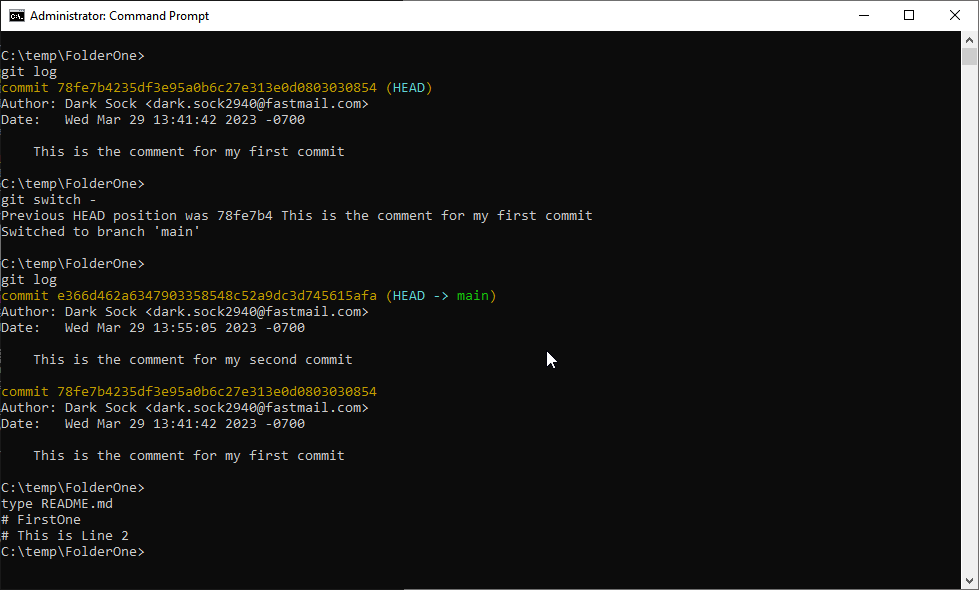 Administrator: Command Prompt
C:\temp\FolderOne>
git log
commit 78fe7b4235df3e95a0b6c27e313e0d0803030854 (HEAD)
Author: Dark Sock <dark.sock2940@fastmail.com>
Date:   Wed Mar 29 13:41:42 2023 -0700
    This is the comment for my first commit
C:\temp\FolderOne>
git switch -
Previous HEAD position was 78fe7b4 This is the comment for my first commit
Switched to branch 'main'
C:\temp\FolderOne>
git log
commit e366d462a6347903358548c52a9dc3d745615afa (HEAD -> main)
Author: Dark Sock <dark.sock2940@fastmail.com>
Date:   Wed Mar 29 13:55:05 2023 -0700
    This is the comment for my second commit
commit 78fe7b4235df3e95a0b6c27e313e0d0803030854
Author: Dark Sock <dark.sock2940@fastmail.com>
Date:   Wed Mar 29 13:41:42 2023 -0700
    This is the comment for my first commit
C:\temp\FolderOne>
type README.md
# FirstOne
# This is Line 2
C:\temp\FolderOne>